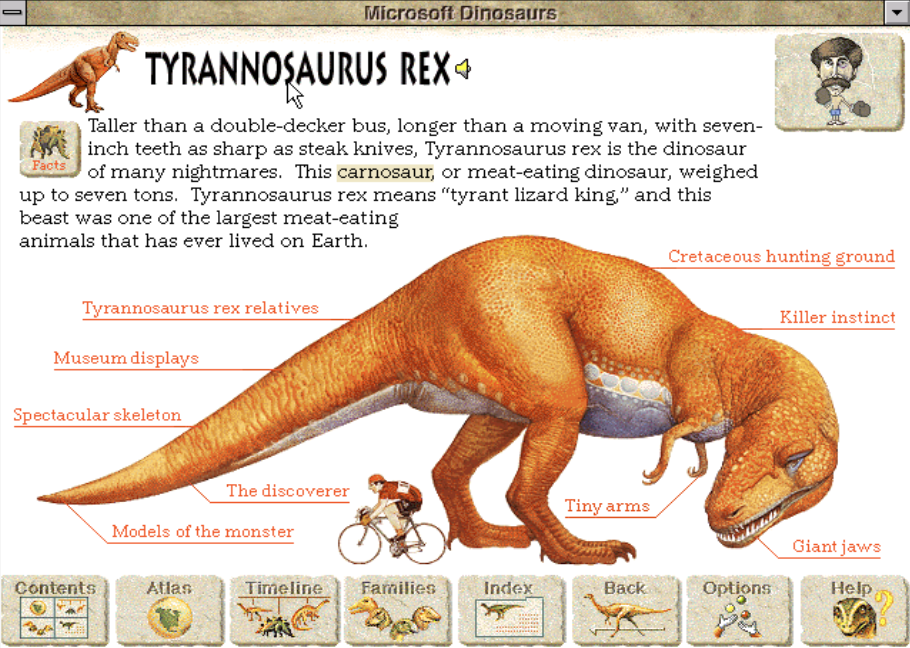 Microsoft Dinosaurs
TYRANNOSAURUS REX
Taller than a double-decker bus, longer than a moving van, with seven-
inch teeth as sharp as steak knives, Tyrannosaurus rex is the dinosaur
Facts
of many nightmares. This carnosaur, or meat-eating dinosaur, weighed
up to seven tons. Tyrannosaurus rex means “tyrant lizard king,” and this
beast was one of the largest meat-eating
animals that has ever lived on Earth.
Cretaceous hunting ground
Tyrannosaurus rex relatives
Killer instinct
Museum displays
Spectacular skeleton
The discoverer
Tiny arms
Models of the monster
Giant jaws
Contents
Atlas
Timeline
Families
Index
Back
Options
Help
?